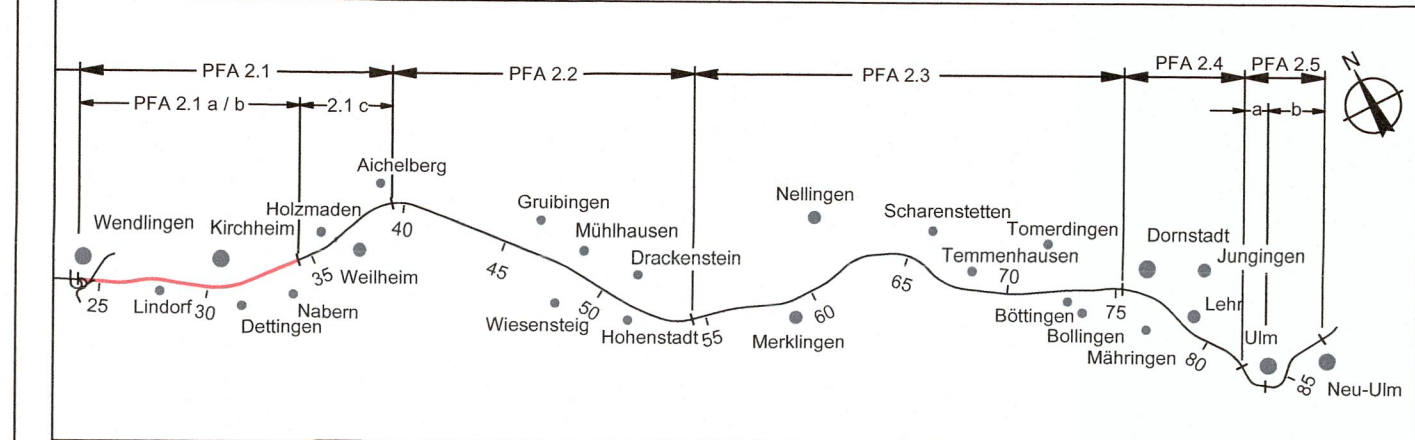 PFA 2.1
PFA 2.2
PFA 2.3
PFA 2.4
PFA 2.5
N
PFA 2.1 a / b
2.1 c
a
b
Aichelberg
Wendlingen
Kirchheim
Holzmaden
Weilheim
Lindorf
Dettingen
Nabern
25
30
35
40
45
50
55
60
65
70
75
80
85
Gruibingen
Mühlhausen
Drackenstein
Wiesensteig
Hohenstadt
Nellingen
Merklingen
Scharenstetten
Temmenhausen
Tomerdingen
Böttingen
Bollingen
Mähringen
Dornstadt
Jungingen
Lehr
Ulm
Neu-Ulm